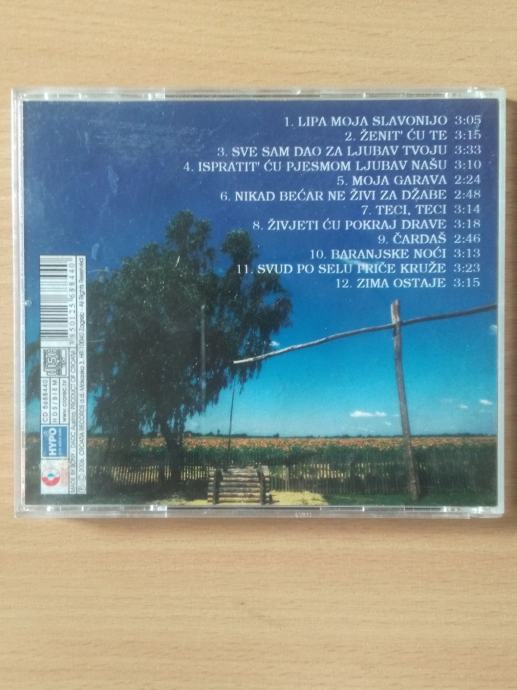 1. LIPA MOJA SLAVONIJO 3:05
2. ŽENIT' ĆU TE 3:15
3. SVE SAM DAO ZA LJUBAV TVOJU 3:33
4. ISPRATIT' ĆU PJESMOM LJUBAV NAŠU 3:10
5. MOJA GARAVA 2:24
6. NIKAD BEĆAR NE ŽIVI ZA DŽABE 2:48
7. TECI, TECI 3:14
8. ŽIVJETI ĆU POKRAJ DRAVE 3:18
9. ČARDAŠ 2:46
10. BARANJSKE NOĆI 3:13
11. SVUD PO SELU PRIČE KRUŽE 3:23
12. ZIMA OSTAJE 3:15
HYPO
CD 5688440